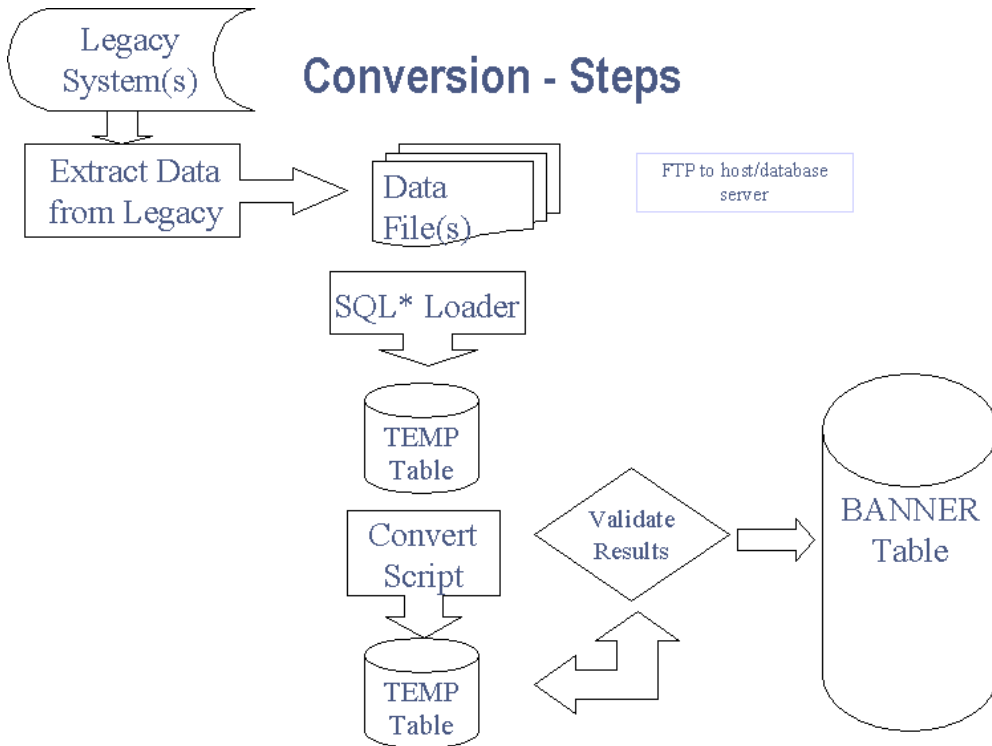 Legacy
System(s)
Conversion - Steps
Extract Data
from Legacy
Data
File(s)
FTP to host/database
server
SQL* Loader
TEMP
Table
Convert
Script
Validate
Results
BANNER
Table
TEMP
Table